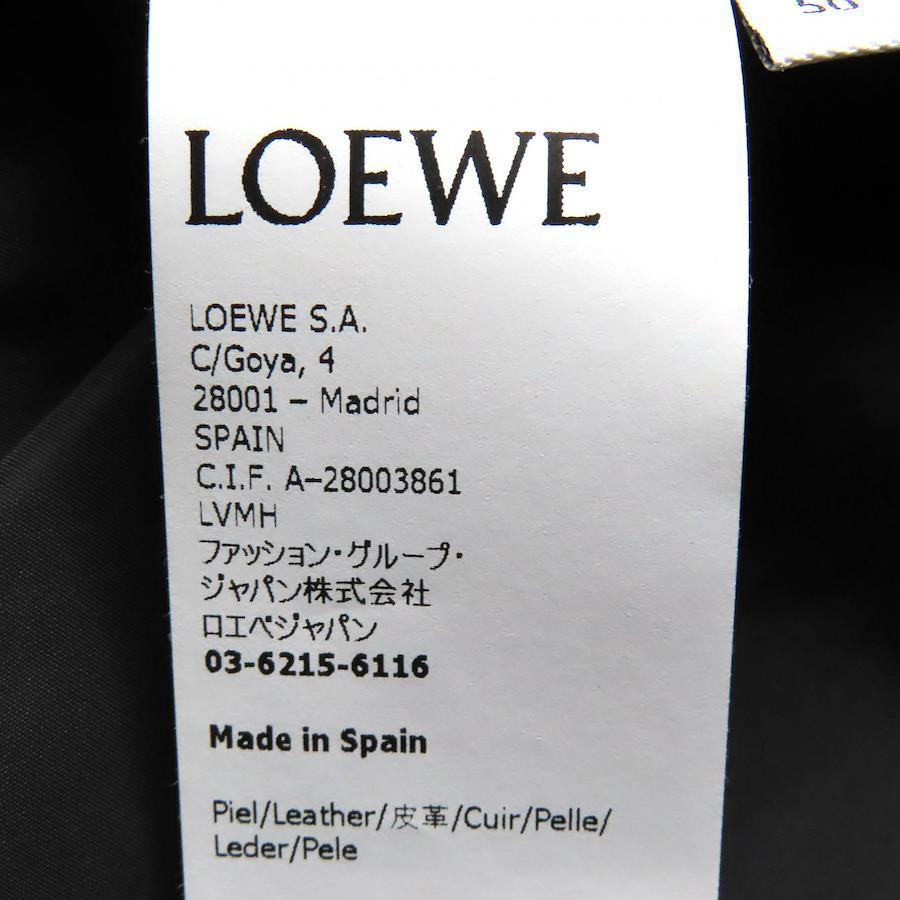 50
LOEWE
LOEWE S.A.
C/Goya, 4
28001 – Madrid
SPAIN
C.I.F. A–28003861
LVMH
ファッション・グループ・
ジャパン株式会社
ロエベジャパン
03-6215-6116
Made in Spain
Piel/Leather/皮革/Cuir/Pelle/
Leder/Pele